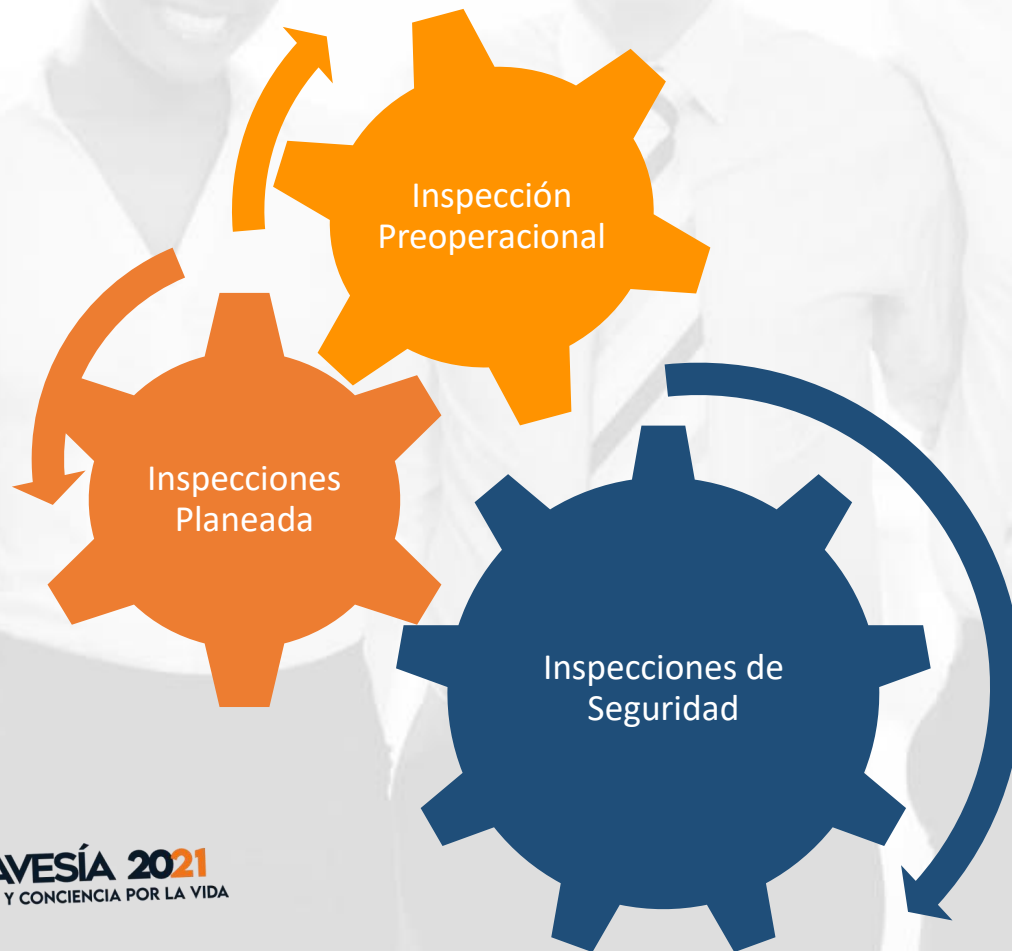 Inspección
Preoperacional
Inspecciones
Planeada
Inspecciones de
Seguridad
AVESÍA 2021
Y CONCIENCIA POR LA VIDA